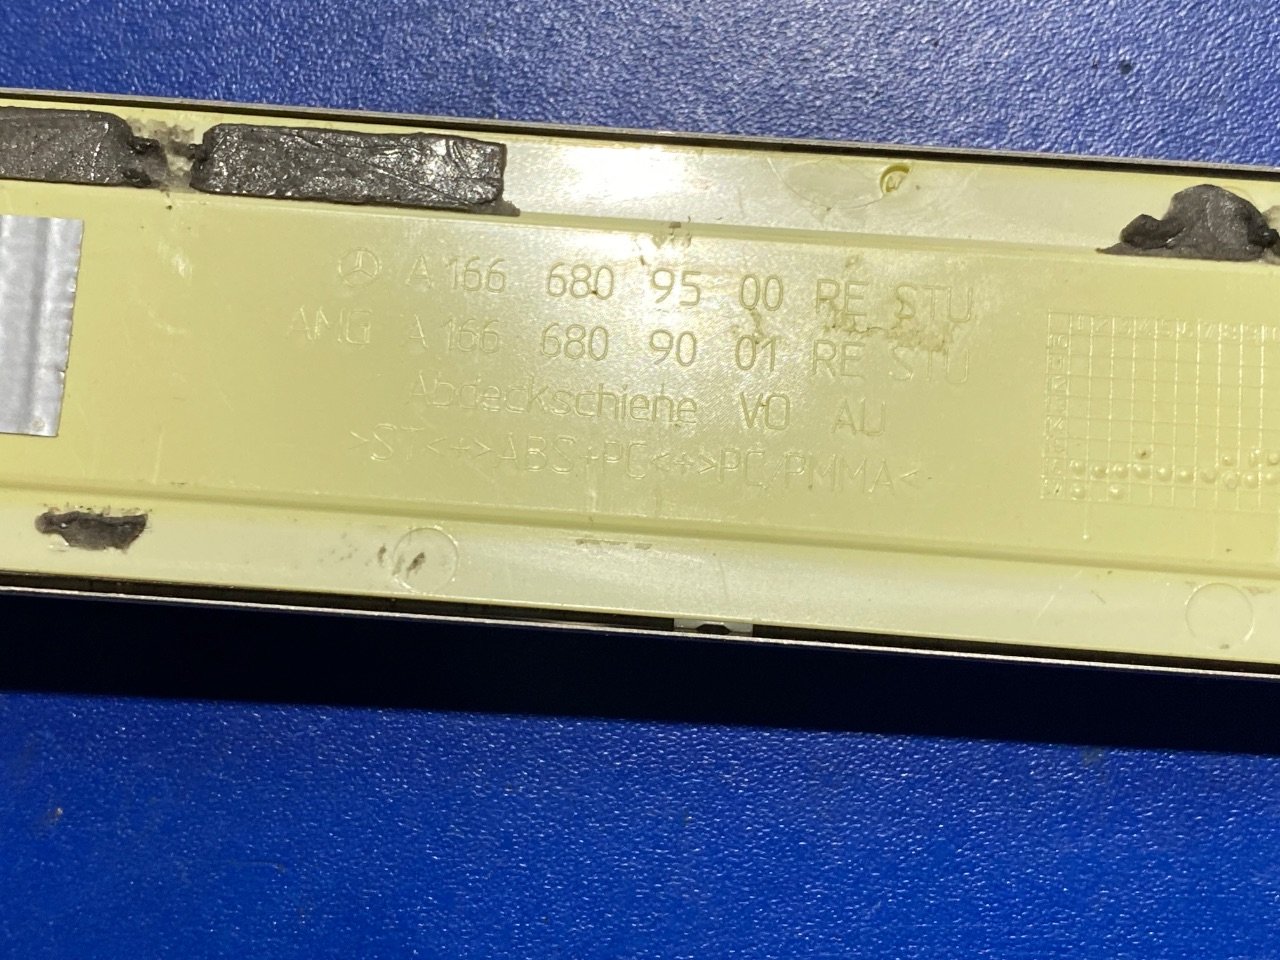 A 166 680 95 00 RE STU
AMG A 166 680 90 01 RE STU
Abdeckschiene VO AU
>ST<+>ABS+PC<+>PC/PMMA<